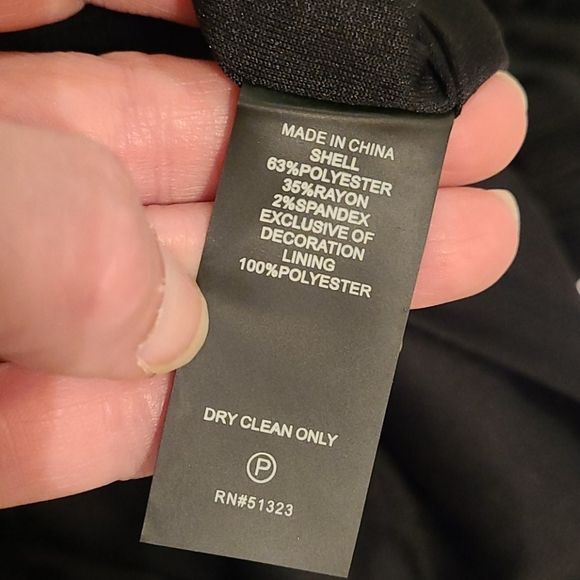 MADE IN CHINA
SHELL
63%POLYESTER
35%RAYON
2%SPANDEX
EXCLUSIVE OF
DECORATION
LINING
100%POLYESTER
DRY CLEAN ONLY
P
RN#51323